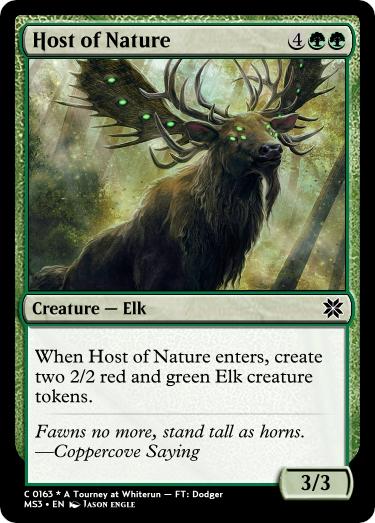 Host of Nature 4
Creature — Elk
When Host of Nature enters, create
two 2/2 red and green Elk creature
tokens.
Fawns no more, stand tall as horns.
—Coppercove Saying
3/3
C 0163 * A Tourney at Whiterun — FT: Dodger
MS3 • EN Jason Engle